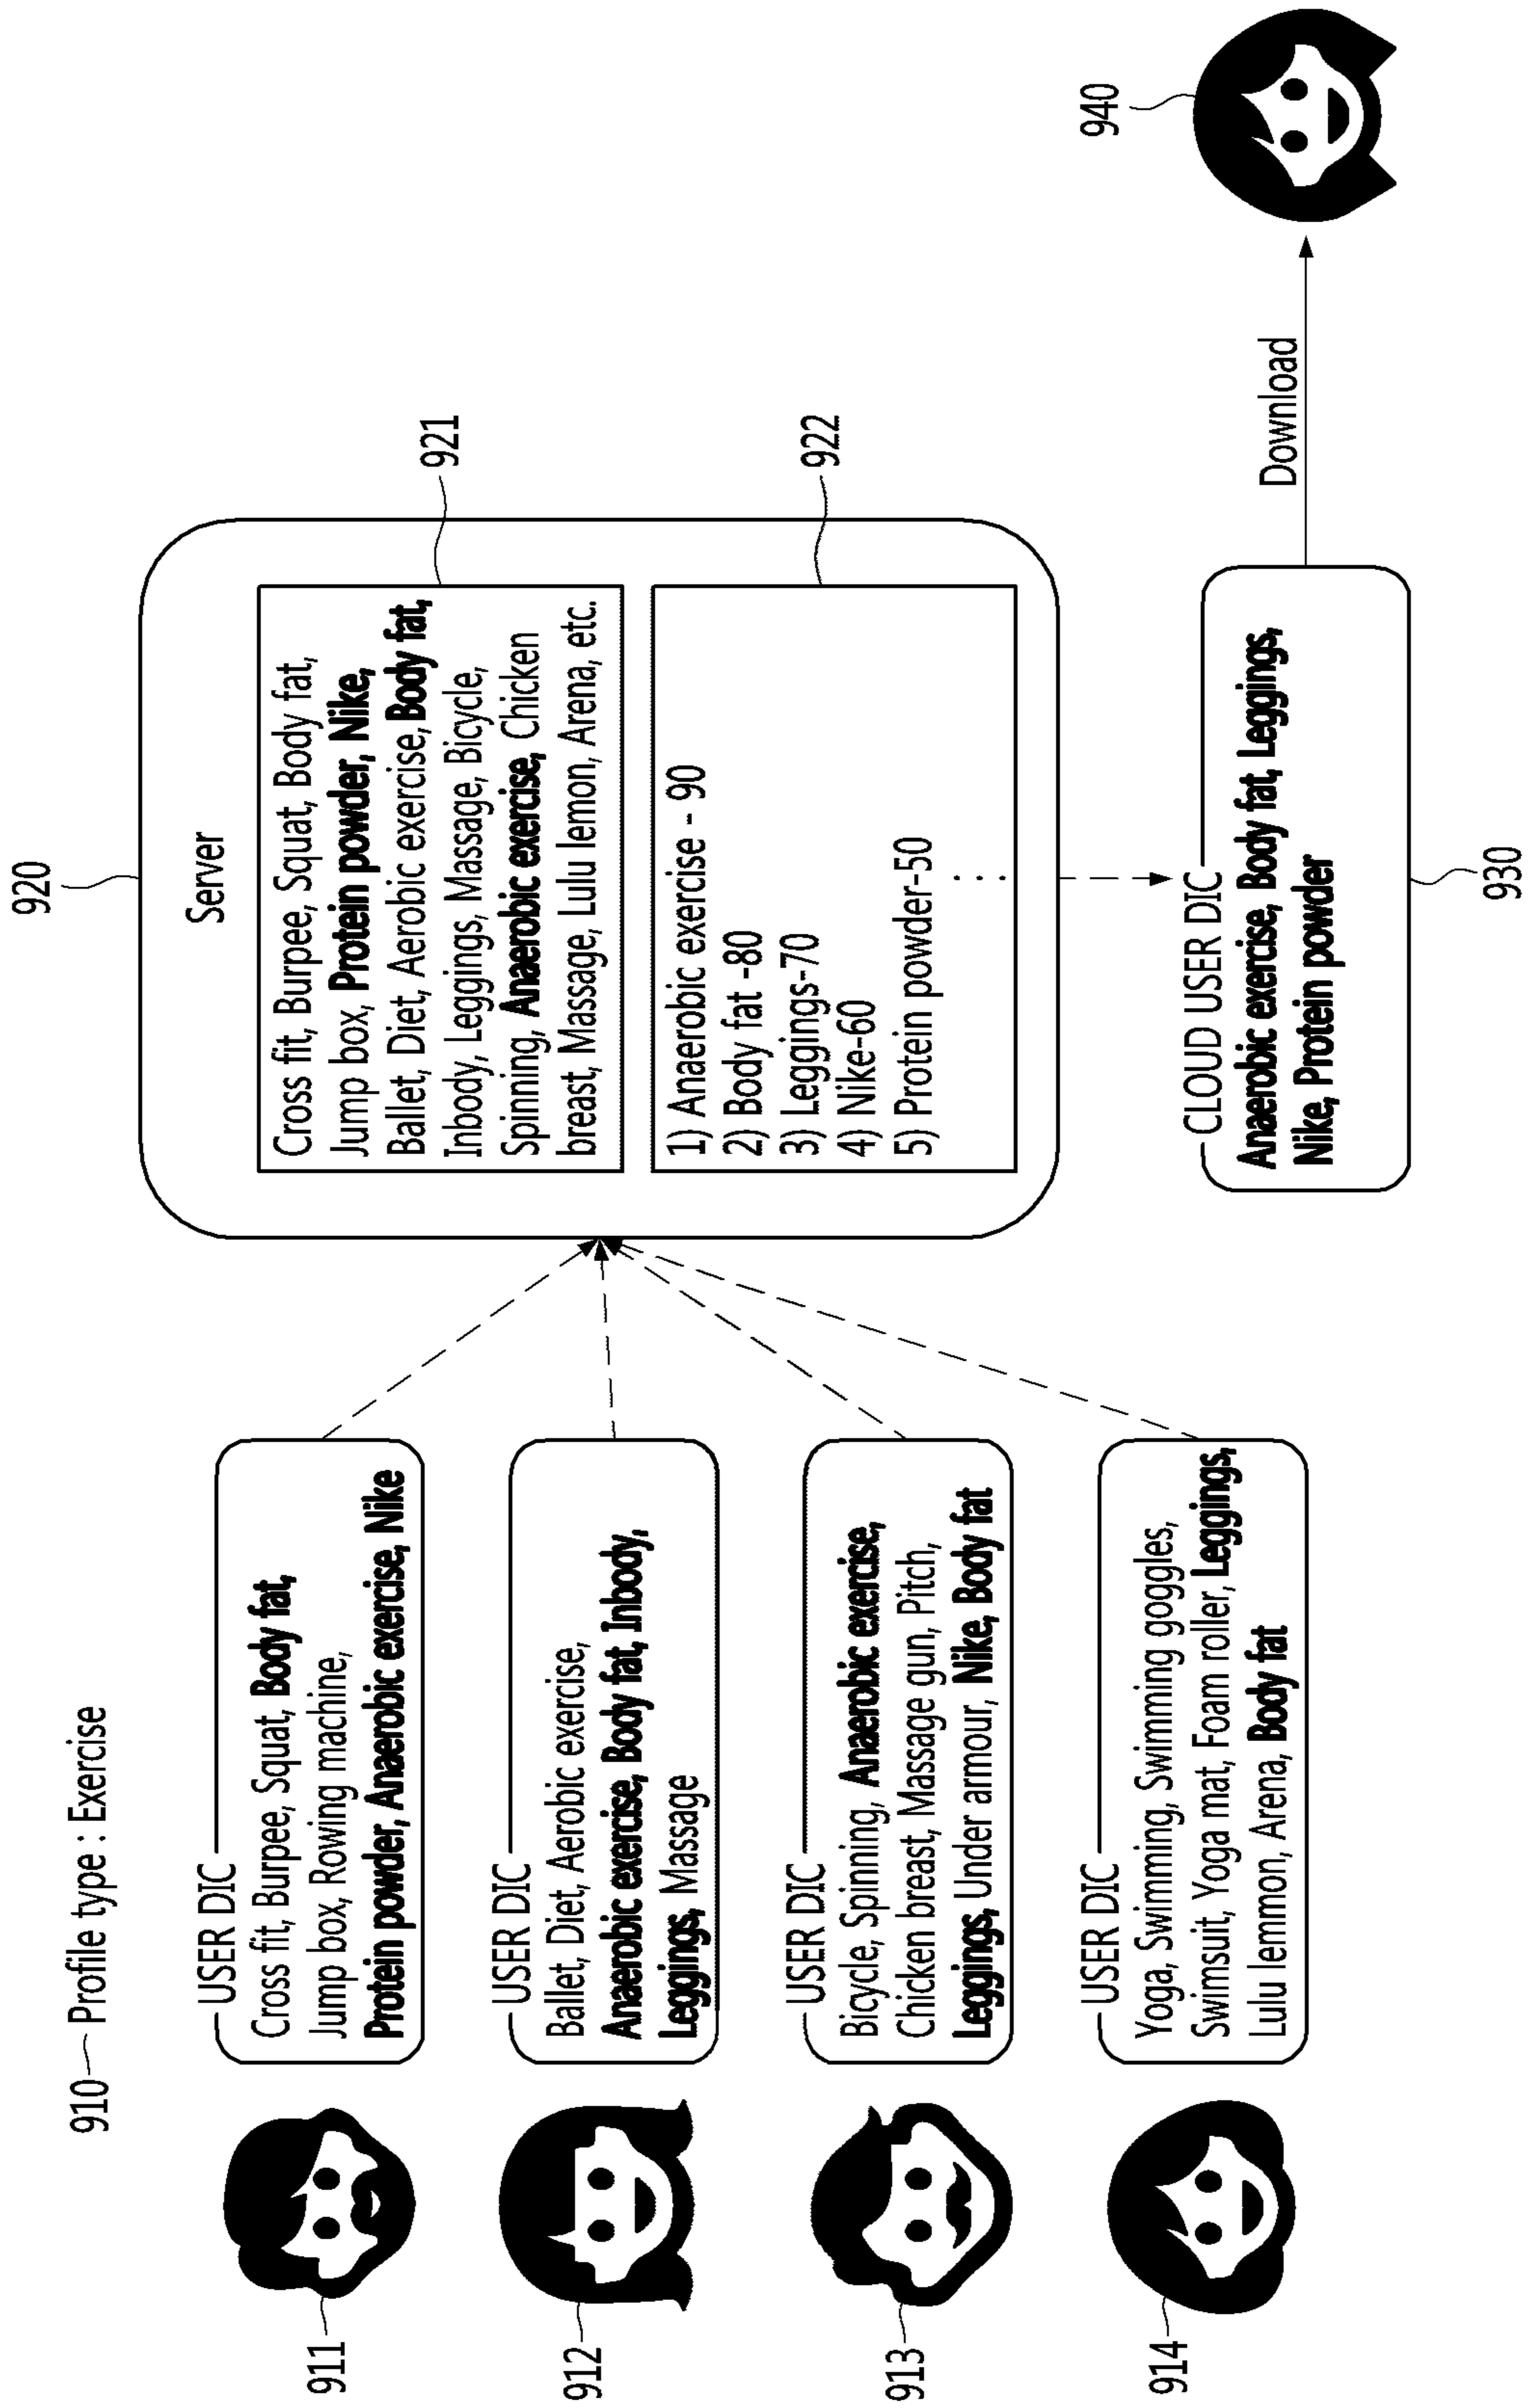 910 Profile type : Exercise
911
USER DIC
Cross fit, Burpee, Squat, Body fat,
Jump box, Rowing machine,
Protein powder, Anaerobic exercise, Nike
912
USER DIC
Ballet, Diet, Aerobic exercise,
Anaerobic exercise, Body fat, Inbody,
Leggings, Massage
913
USER DIC
Bicycle, Spinning, Anaerobic exercise,
Chicken breast, Massage gun, Pitch,
Leggings, Under armour, Nike, Body fat
914
USER DIC
Yoga, Swimming, Swimming goggles,
Swimsuit, Yoga mat, Foam roller, Leggings,
Lulu lemmon, Arena, Body fat
920
Server
921
Cross fit, Burpee, Squat, Body fat,
Jump box, Protein powder, Nike,
Ballet, Diet, Aerobic exercise, Body fat,
Inbody, Leggings, Massage, Bicycle,
Spinning, Anaerobic exercise, Chicken
breast, Massage, Lulu lemon, Arena, etc.
922
1) Anaerobic exercise - 90
2) Body fat -80
3) Leggings-70
4) Nike-60
5) Protein powder-50
⋮
CLOUD USER DIC
Anaerobic exercise, Body fat, Leggings,
Nike, Protein powder
930
Download
940